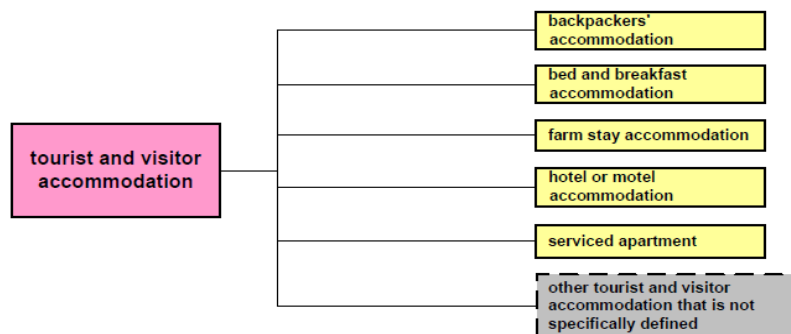 tourist and visitor
accommodation
backpackers'
accommodation
bed and breakfast
accommodation
farm stay accommodation
hotel or motel
accommodation
serviced apartment
other tourist and visitor
accommodation that is not
specifically defined